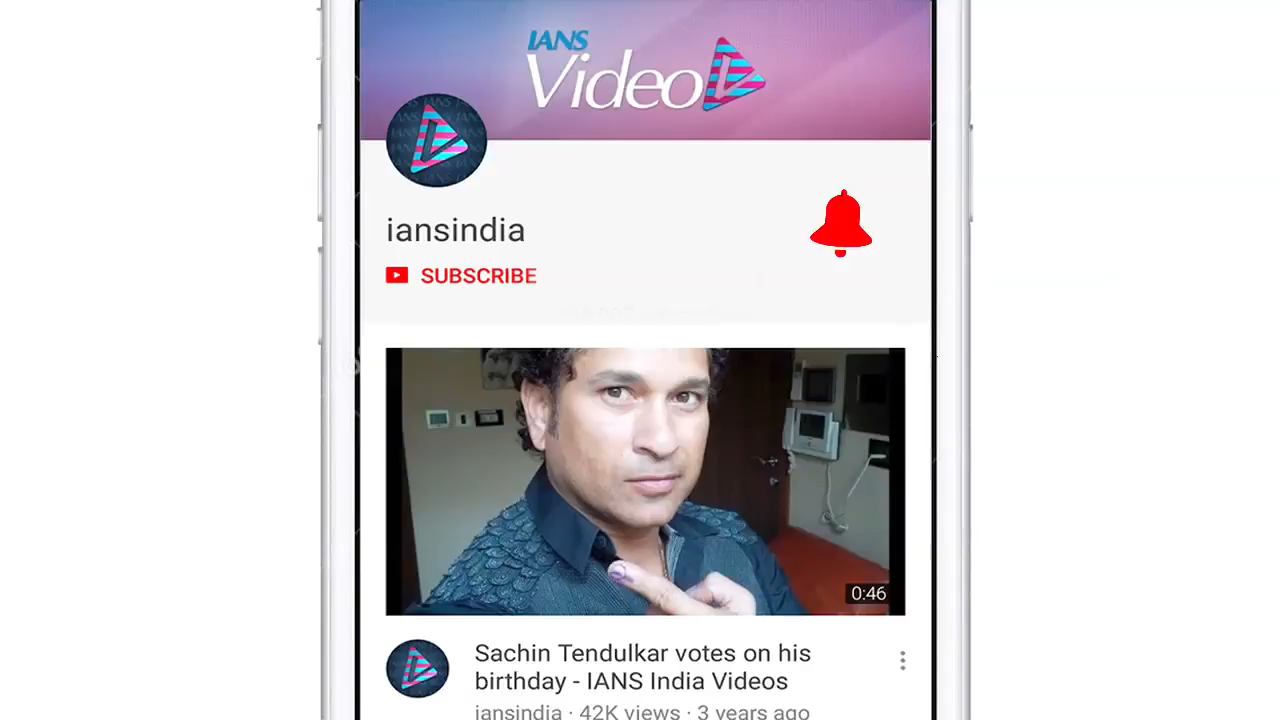 IANS
Video
iansindia
SUBSCRIBE
0:46
Sachin Tendulkar votes on his
birthday - IANS India Videos
iansindia · 42K views · 3 years ago